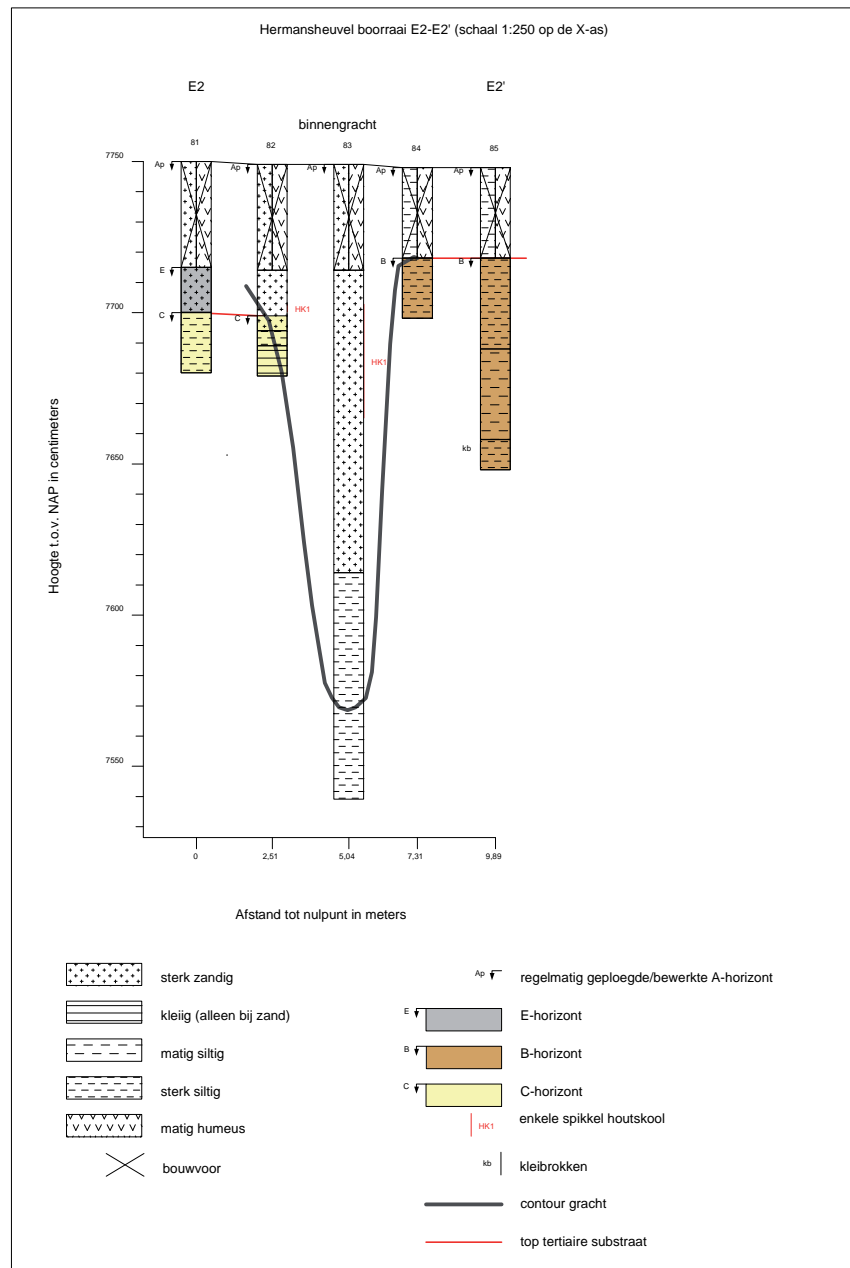 Hermansheuvel boorraai E2-E2' (schaal 1:250 op de X-as)
E2 E2'
binnengracht
81 82 83 84 85
7750
Ap Ap Ap Ap Ap
B B
E
7700
C C
HK1
HK1
7650
kb
7600
7550
Hoogte t.o.v. NAP in centimeters
0 2,51 5,04 7,31 9,89
Afstand tot nulpunt in meters
sterk zandig
kleiig (alleen bij zand)
matig siltig
sterk siltig
matig humeus
bouwvoor
Ap regelmatig geploegde/bewerkte A-horizont
E E-horizont
B B-horizont
C C-horizont
HK1 enkele spikkel houtskool
kb kleibrokken
contour gracht
top tertiaire substraat